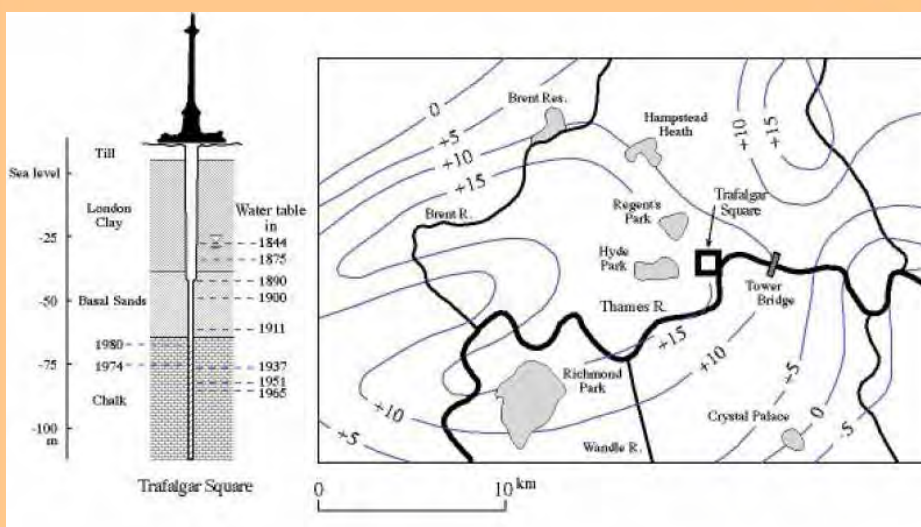 Till
Sea level
London
Clay
-25
Basal Sands
-50
1980
1974
-75
Chalk
-100
m
Water table
in
1844
1875
1890
1900
1911
1937
1951
1965
Trafalgar Square
0
+5
+10
+15
Brent Res.
Hampstead
Heath
+10
+15
Brent R.
Regent's
Park
Trafalgar
Square
Hyde
Park
Thames R.
Tower
Bridge
+15
+10
+5
0
-5
Richmond
Park
+10
+5
Crystal Palace
Wandle R.
0
10 km